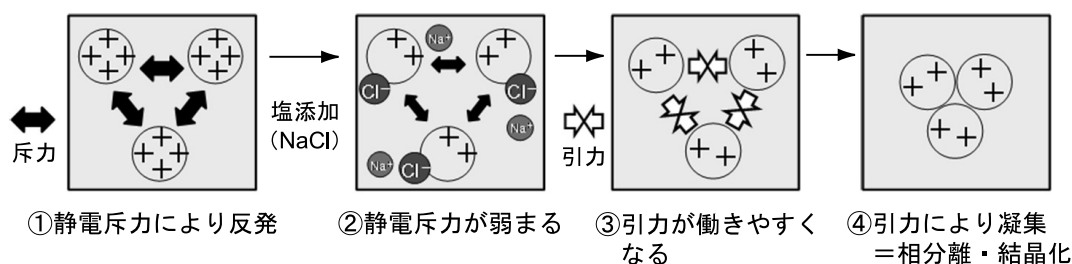 斥力
塩添加
(NaCl)
Na⁺
Cl⁻
Cl⁻
Na⁺
Na⁺
Cl⁻
引力
①静電斥力により反発
②静電斥力が弱まる
③引力が働きやすく
なる
④引力により凝集
＝相分離・結晶化